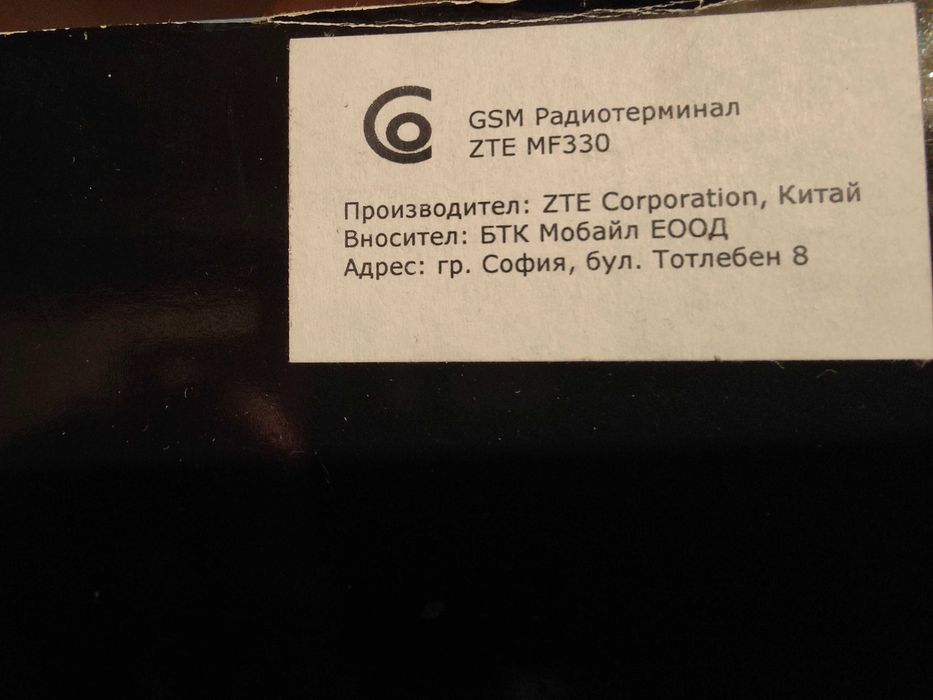 GSM Радиотерминал
ZTE MF330
Производител: ZTE Corporation, Китай
Вносител: БТК Мобайл ЕООД
Адрес: гр. София, бул. Тотлебен 8